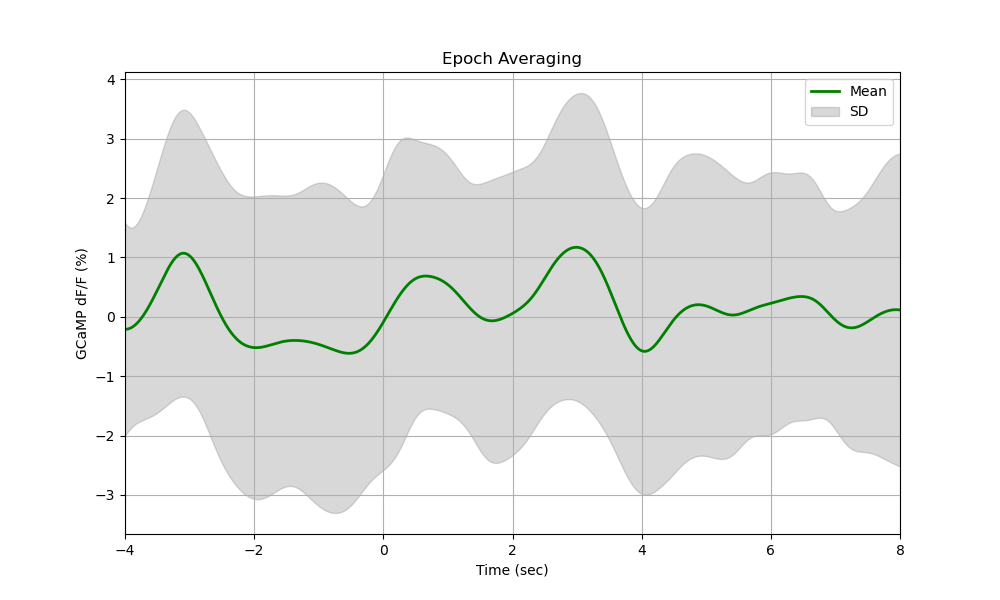 Epoch Averaging
Mean
SD
GCaMP dF/F (%)
4
3
2
1
0
−1
−2
−3
−4 −2 0 2 4 6 8
Time (sec)